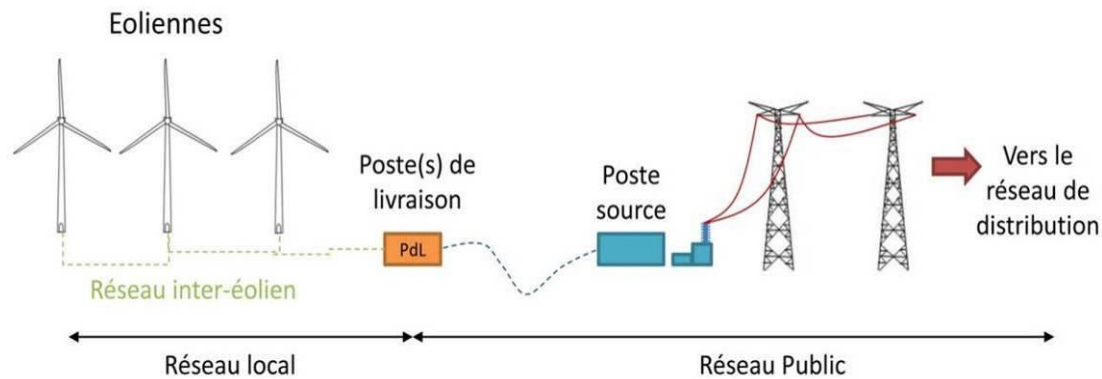 Eoliennes
Poste(s) de
livraison
PdL
Poste
source
Vers le
réseau de
distribution
Réseau inter-éolien
Réseau local
Réseau Public